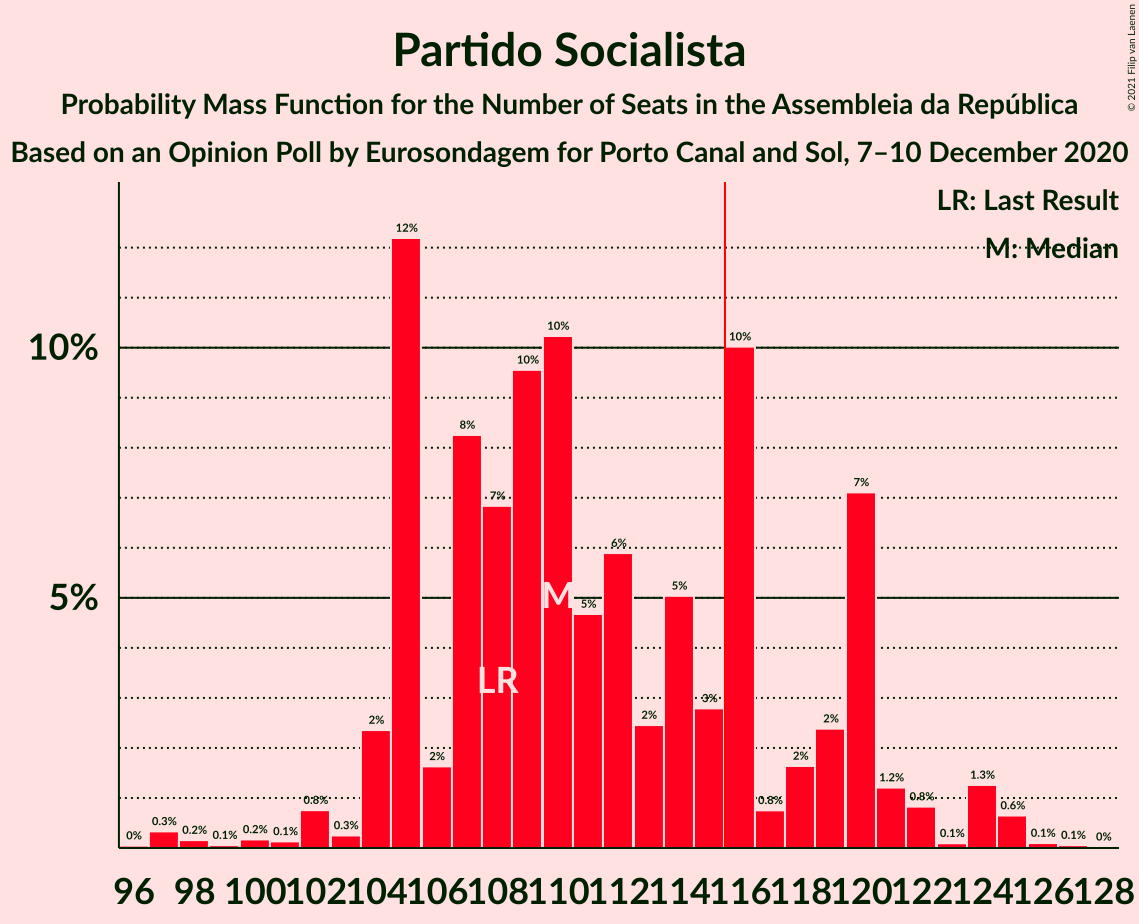 © 2021 Filip van Laenen
Partido Socialista
Probability Mass Function for the Number of Seats in the Assembleia da República
Based on an Opinion Poll by Eurosondagem for Porto Canal and Sol, 7–10 December 2020
LR: Last Result
M: Median
10%
5%
0% 0.3% 0.2% 0.1% 0.2% 0.1% 0.8% 0.3% 2% 12% 2% 8% 7% 10% 10% 5% 6% 2% 5% 3% 10% 0.8% 2% 2% 7% 1.2% 0.8% 0.1% 1.3% 0.6% 0.1% 0.1% 0%
M
LR
96 98 100 102 104 106 108 110 112 114 116 118 120 122 124 126 128